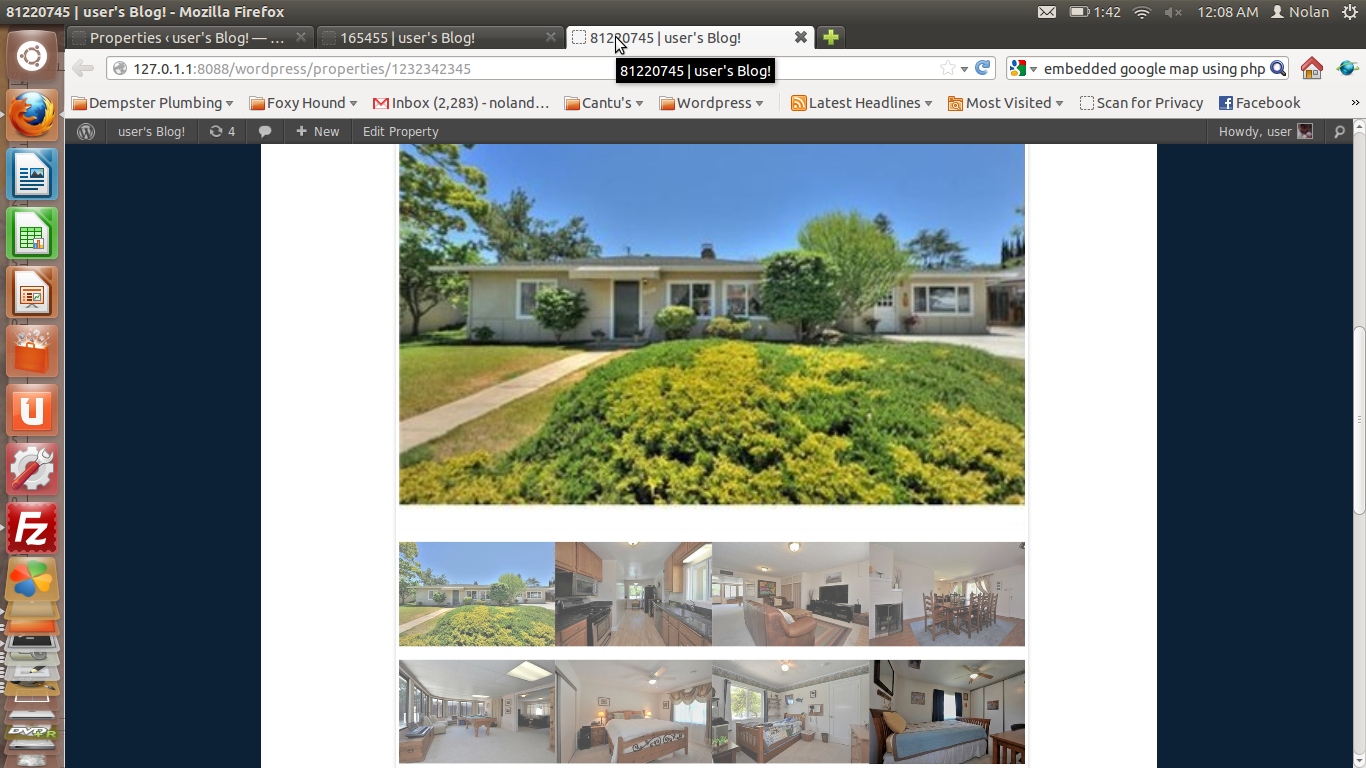 81220745 | user's Blog! - Mozilla Firefox
1:42
12:08 AM
Nolan
Properties ‹ user's Blog! — ...
165455 | user's Blog!
81220745 | user's Blog!
127.0.1.1:8088/wordpress/properties/1232342345
embedded google map using php
81220745 | user's Blog!
Dempster Plumbing
Foxy Hound
Inbox (2,283) - noland...
Cantu's
Wordpress
Latest Headlines
Most Visited
Scan for Privacy
Facebook
»
user's Blog!
4
+ New
Edit Property
Howdy, user
U
Fz
DVD+R